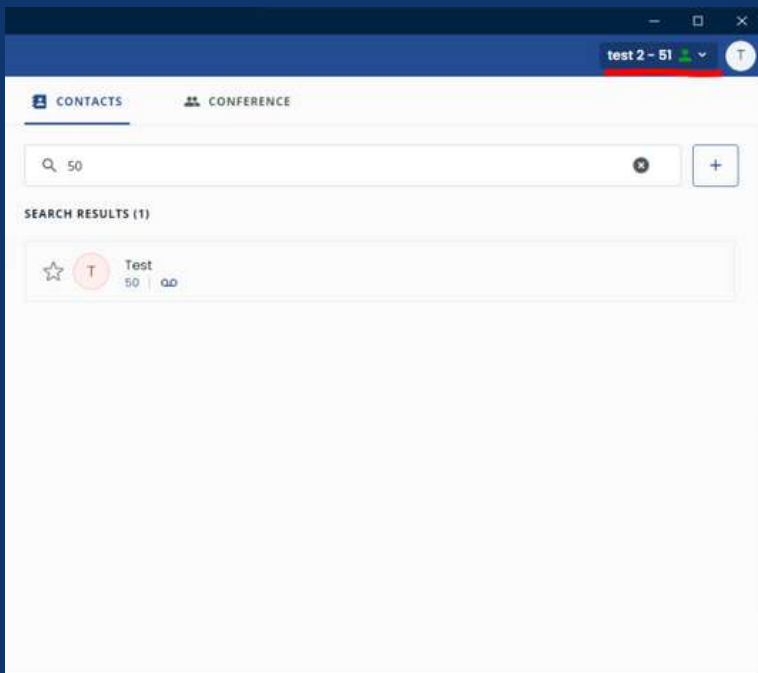 test 2 - 51
T
CONTACTS
CONFERENCE
50
+
SEARCH RESULTS (1)
T
Test
50